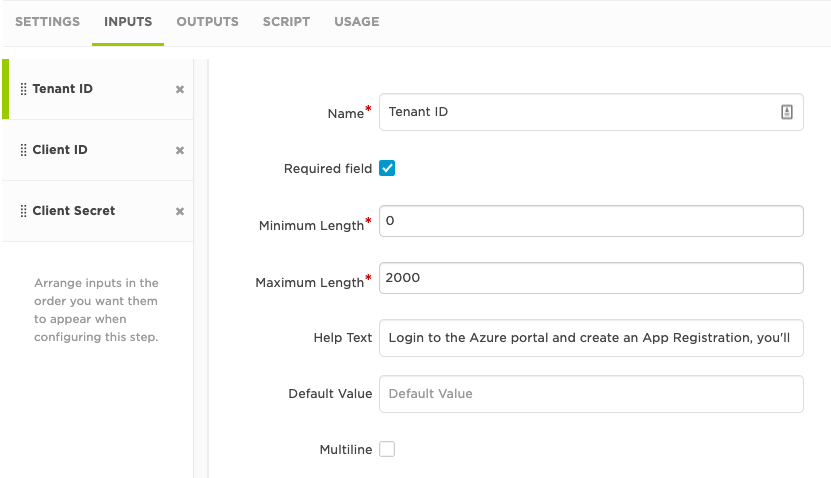 SETTINGS INPUTS OUTPUTS SCRIPT USAGE
Tenant ID
Client ID
Client Secret
Arrange inputs in the
order you want them
to appear when
configuring this step.
Name* Tenant ID
Required field
Minimum Length* 0
Maximum Length* 2000
Help Text Login to the Azure portal and create an App Registration, you'll
Default Value Default Value
Multiline